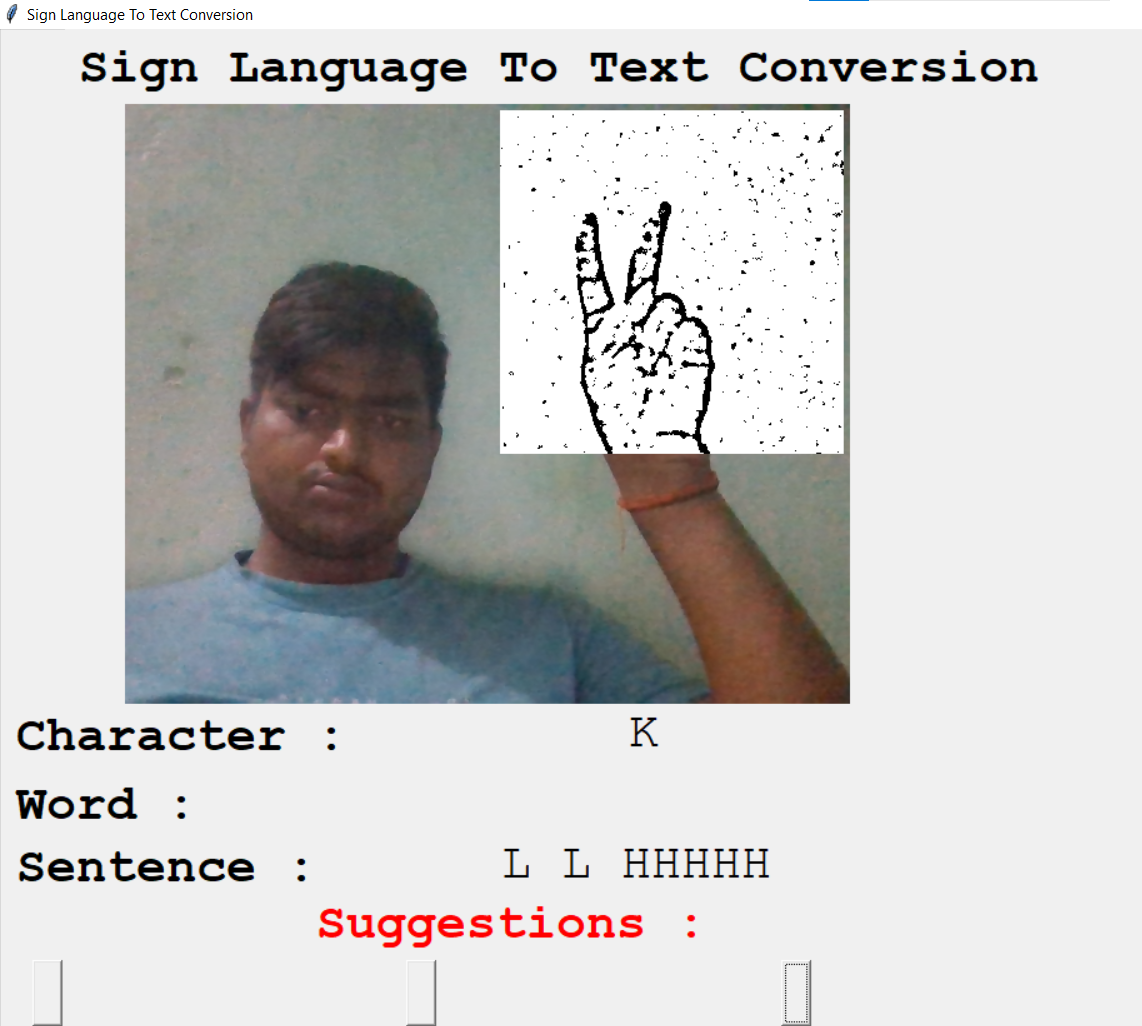 Sign Language To Text Conversion
Sign Language To Text Conversion
Character : K
Word :
Sentence : L L HHHHH
Suggestions :